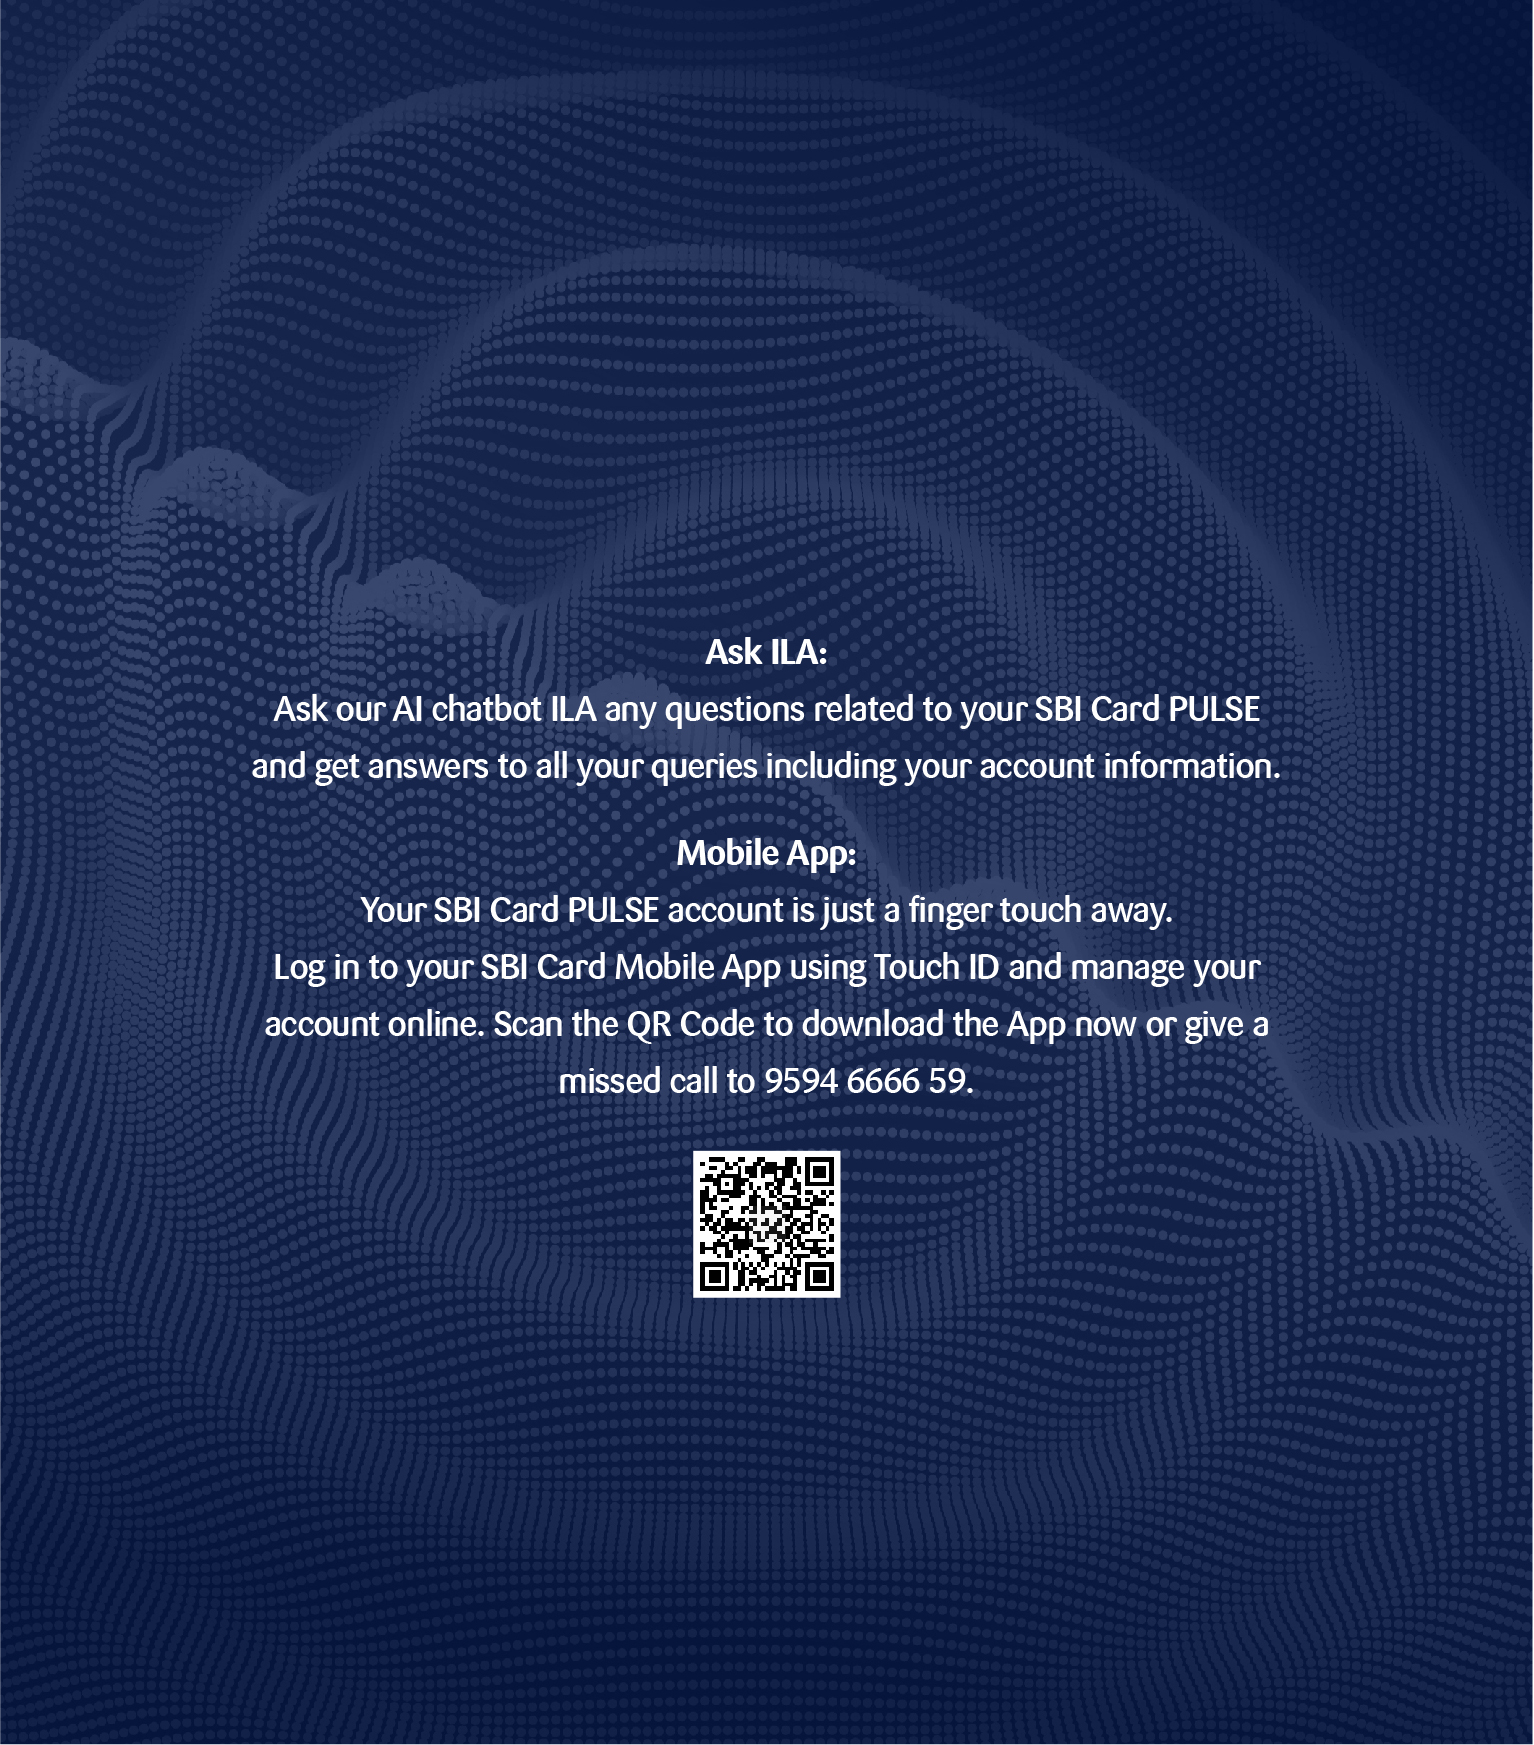 Ask ILA:
Ask our AI chatbot ILA any questions related to your SBI Card PULSE
and get answers to all your queries including your account information.
Mobile App:
Your SBI Card PULSE account is just a finger touch away.
Log in to your SBI Card Mobile App using Touch ID and manage your
account online. Scan the QR Code to download the App now or give a
missed call to 9594 6666 59.